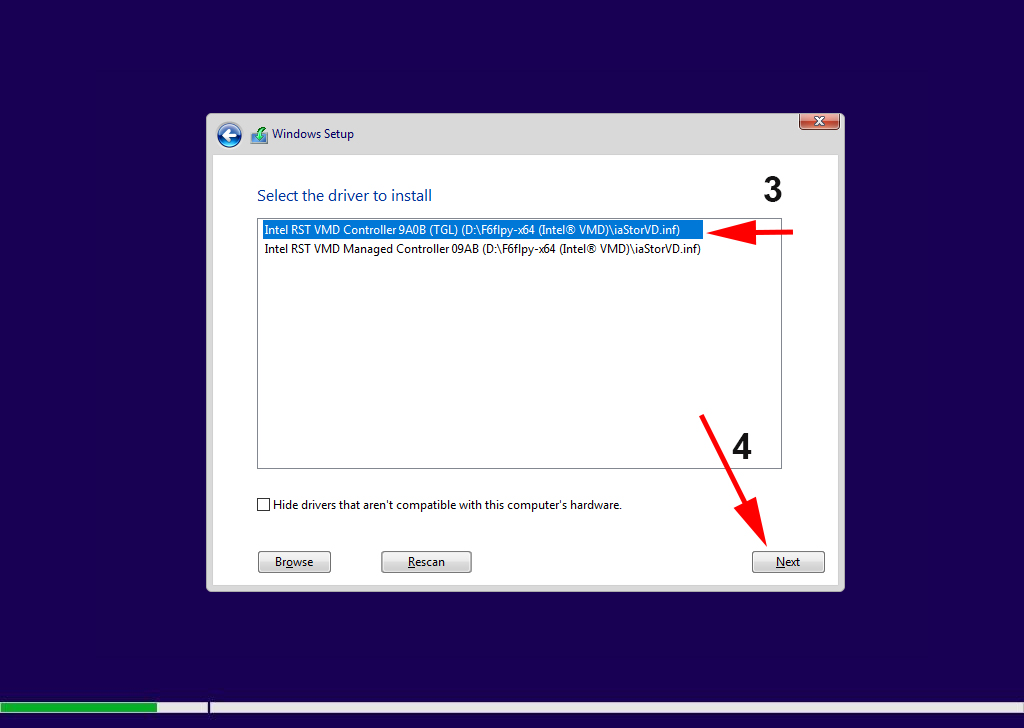 Windows Setup
Select the driver to install
3
Intel RST VMD Controller 9A0B (TGL) (D:\F6flpy-x64 (Intel® VMD)\iaStorVD.inf)
Intel RST VMD Managed Controller 09AB (D:\F6flpy-x64 (Intel® VMD)\iaStorVD.inf)
4
Hide drivers that aren't compatible with this computer's hardware.
Browse Rescan Next